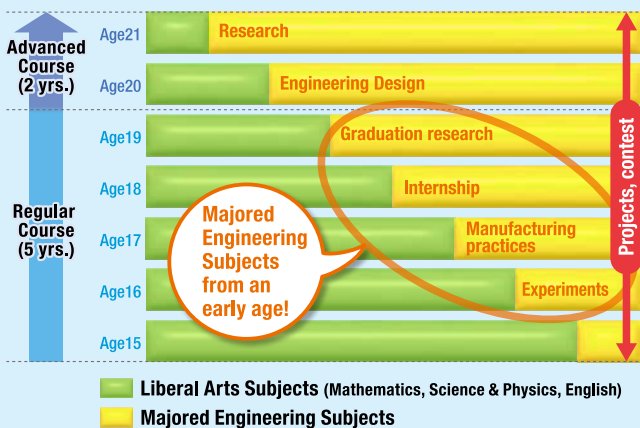 Advanced
Course
(2 yrs.)
Age21
Research
Age20
Engineering Design
Regular
Course
(5 yrs.)
Age19
Graduation research
Age18
Internship
Age17
Manufacturing
practices
Age16
Experiments
Age15
Majored
Engineering
Subjects
from an
early age!
Projects, contest
Liberal Arts Subjects (Mathematics, Science & Physics, English)
Majored Engineering Subjects